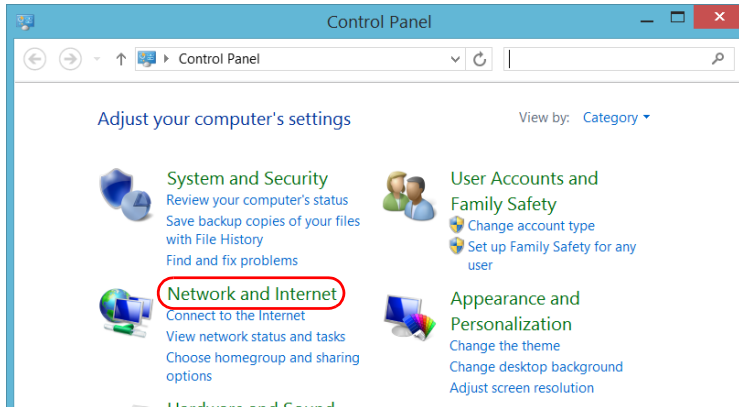 Control Panel
Control Panel
Adjust your computer's settings
View by: Category
System and Security
Review your computer's status
Save backup copies of your files
with File History
Find and fix problems
Network and Internet
Connect to the Internet
View network status and tasks
Choose homegroup and sharing
options
Hardware and Sound
User Accounts and
Family Safety
Change account type
Set up Family Safety for any
user
Appearance and
Personalization
Change the theme
Change desktop background
Adjust screen resolution